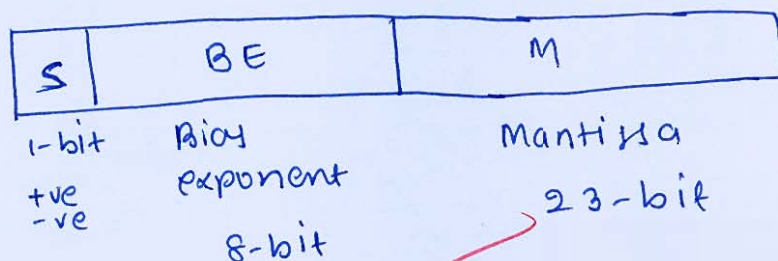 S BE M
1-bit Bias Mantissa
+ve exponent 23-bit
-ve
8-bit